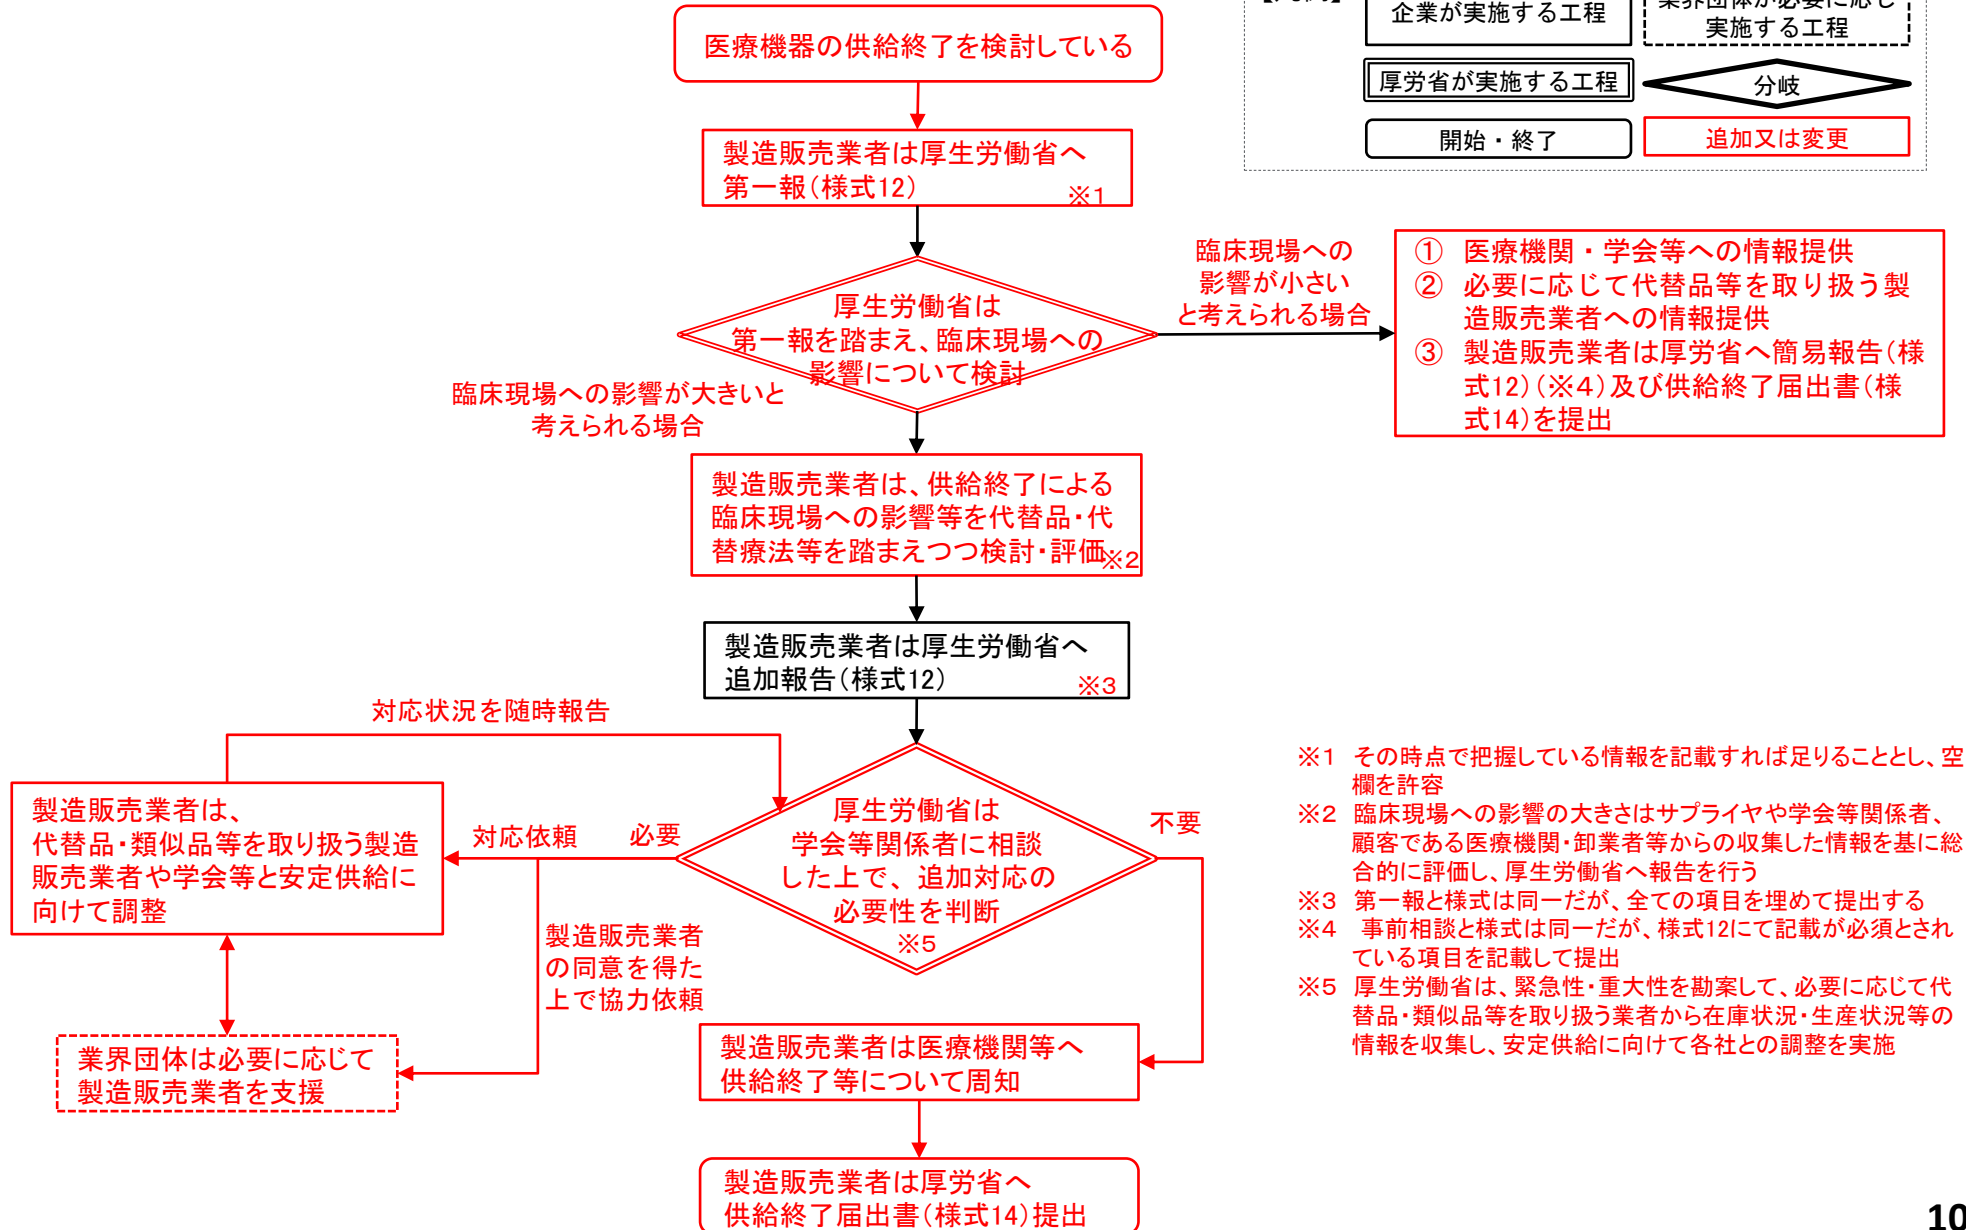 企業が実施する工程
実施する工程
厚労省が実施する工程
分岐
開始・終了
追加又は変更
医療機器の供給終了を検討している
製造販売業者は厚生労働省へ
第一報(様式12)
※1
厚生労働省は
第一報を踏まえ、臨床現場への
影響について検討
臨床現場への
影響が小さい
と考えられる場合
① 医療機関・学会等への情報提供
② 必要に応じて代替品等を取り扱う製
造販売業者への情報提供
③ 製造販売業者は厚労省へ簡易報告(様
式12)(※4)及び供給終了届出書(様
式14)を提出
臨床現場への影響が大きいと
考えられる場合
製造販売業者は、供給終了による
臨床現場への影響等を代替品・代
替療法等を踏まえつつ検討・評価
※2
製造販売業者は厚生労働省へ
追加報告(様式12)
※3
対応状況を随時報告
製造販売業者は、
代替品・類似品等を取り扱う製造
販売業者や学会等と安定供給に
向けて調整
対応依頼
必要
厚生労働省は
学会等関係者に相談
した上で、追加対応の
必要性を判断
※5
不要
製造販売業者
の同意を得た
上で協力依頼
業界団体は必要に応じて
製造販売業者を支援
製造販売業者は医療機関等へ
供給終了等について周知
製造販売業者は厚労省へ
供給終了届出書(様式14)提出
※1 その時点で把握している情報を記載すれば足りることとし、空
欄を許容
※2 臨床現場への影響の大きさはサプライヤや学会等関係者、
顧客である医療機関・卸業者等からの収集した情報を基に総
合的に評価し、厚生労働省へ報告を行う
※3 第一報と様式は同一だが、全ての項目を埋めて提出する
※4 事前相談と様式は同一だが、様式12にて記載が必須とされ
ている項目を記載して提出
※5 厚生労働省は、緊急性・重大性を勘案して、必要に応じて代
替品・類似品等を取り扱う業者から在庫状況・生産状況等の
情報を収集し、安定供給に向けて各社との調整を実施
10